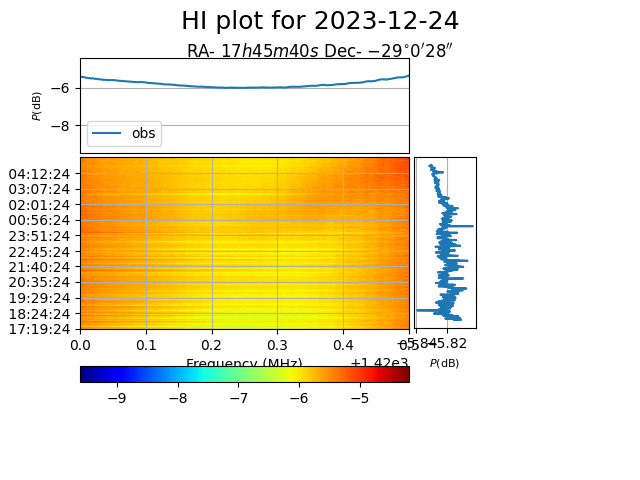 HI plot for 2023-12-24
RA- 17h45m40s Dec- −29°0′28″
P(dB)
−6
−8
obs
04:12:24
03:07:24
02:01:24
00:56:24
23:51:24
22:45:24
21:40:24
20:35:24
19:29:24
18:24:24
17:19:24
0.0 0.1 0.2 0.3 0.4 0.5
Frequency (MHz)
+1.42e3
−5.82
P(dB)
−9 −8 −7 −6 −5